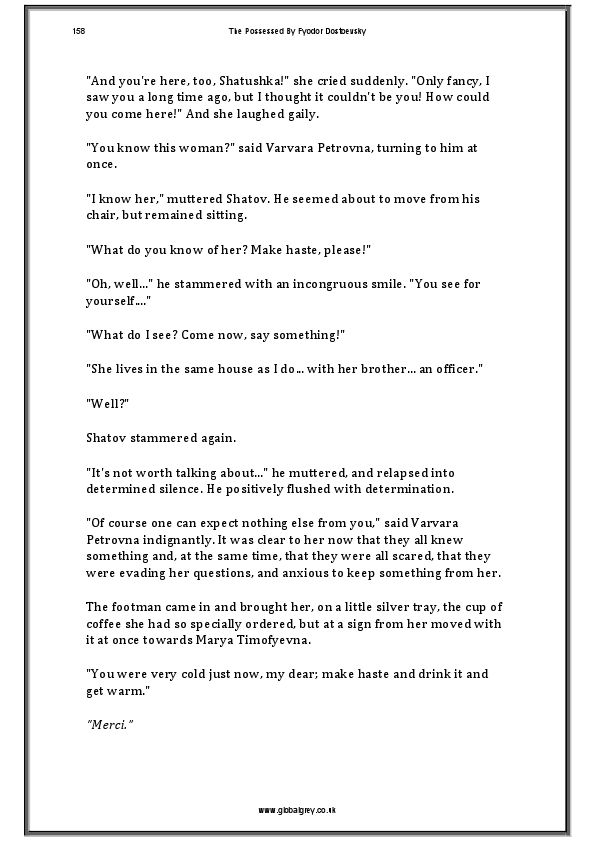 158
The Possessed By Fyodor Dostoevsky
"And you're here, too, Shatushka!" she cried suddenly. "Only fancy, I
saw you a long time ago, but I thought it couldn't be you! How could
you come here!" And she laughed gaily.
"You know this woman?" said Varvara Petrovna, turning to him at
once.
"I know her," muttered Shatov. He seemed about to move from his
chair, but remained sitting.
"What do you know of her? Make haste, please!"
"Oh, well..." he stammered with an incongruous smile. "You see for
yourself...."
"What do I see? Come now, say something!"
"She lives in the same house as I do... with her brother... an officer."
"Well?"
Shatov stammered again.
"It's not worth talking about..." he muttered, and relapsed into
determined silence. He positively flushed with determination.
"Of course one can expect nothing else from you," said Varvara
Petrovna indignantly. It was clear to her now that they all knew
something and, at the same time, that they were all scared, that they
were evading her questions, and anxious to keep something from her.
The footman came in and brought her, on a little silver tray, the cup of
coffee she had so specially ordered, but at a sign from her moved with
it at once towards Marya Timofyevna.
"You were very cold just now, my dear; make haste and drink it and
get warm."
"Merci."
www.globalgrey.co.uk